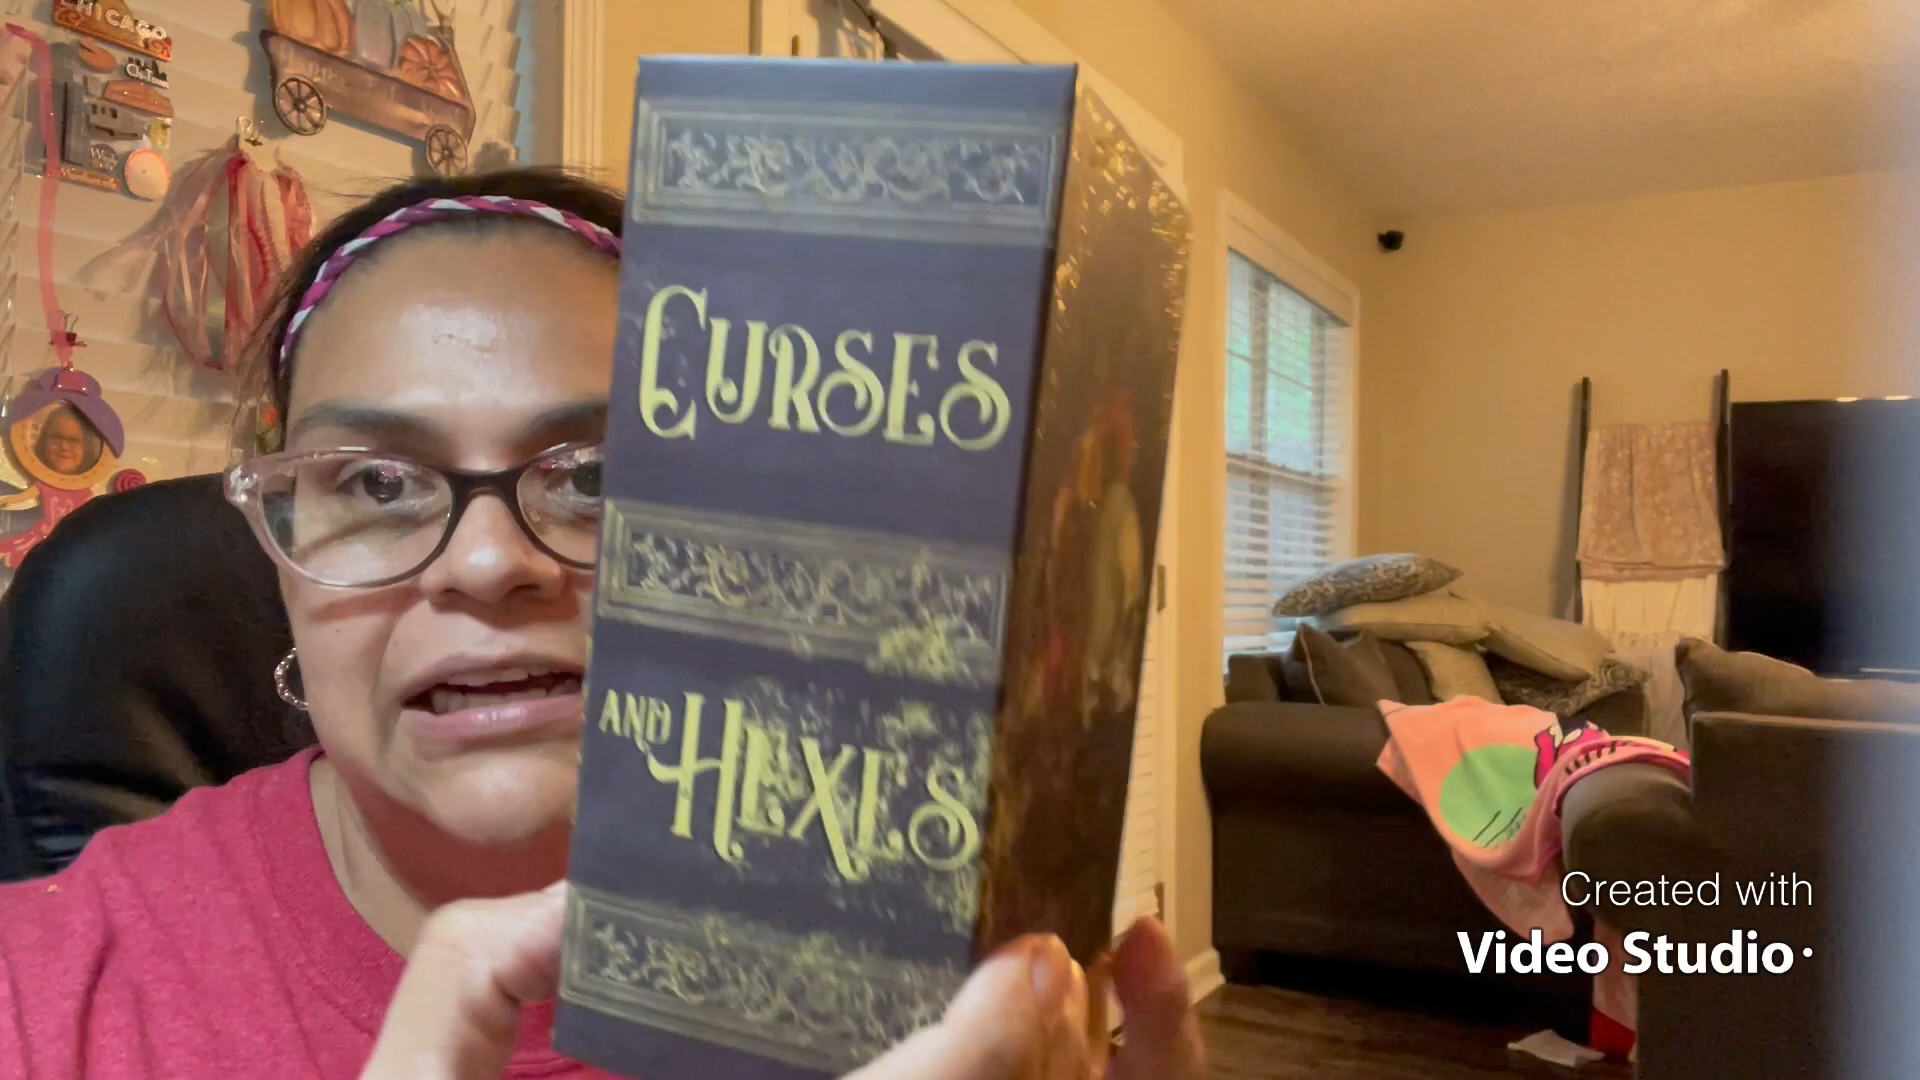 CHICAGO
CURSES
AND HEXES
Created with
Video Studio